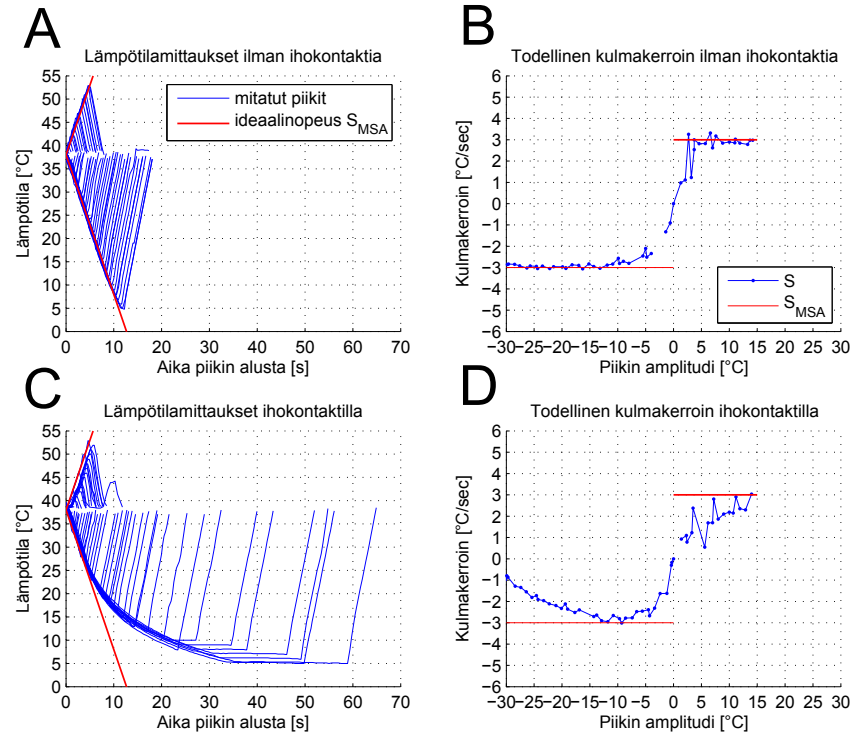 A
Lämpötilamittaukset ilman ihokontaktia
Lämpötila [°C]
55
50
45
40
35
30
25
20
15
10
5
0
mitatut piikit
ideaalinopeus S_MSA
0 10 20 30 40 50 60 70
Aika piikin alusta [s]
B
Todellinen kulmakerroin ilman ihokontaktia
Kulmakerroin [°C/sec]
6
5
4
3
2
1
0
−1
−2
−3
−4
−5
−6
S
S_MSA
−30 −25 −20 −15 −10 −5 0 5 10 15 20 25 30
Piikin amplitudi [°C]
C
Lämpötilamittaukset ihokontaktilla
Lämpötila [°C]
55
50
45
40
35
30
25
20
15
10
5
0
0 10 20 30 40 50 60 70
Aika piikin alusta [s]
D
Todellinen kulmakerroin ihokontaktilla
Kulmakerroin [°C/sec]
6
5
4
3
2
1
0
−1
−2
−3
−4
−5
−6
−30 −25 −20 −15 −10 −5 0 5 10 15 20 25 30
Piikin amplitudi [°C]